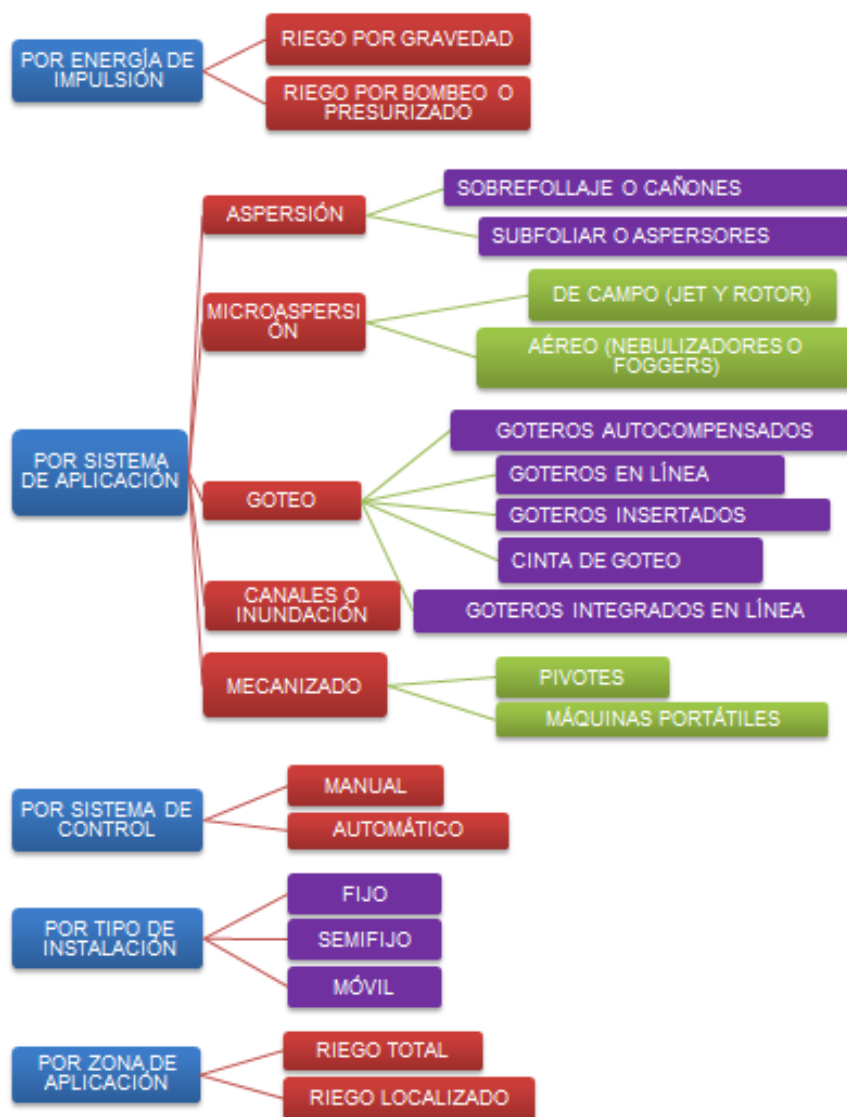 POR ENERGÍA DE
IMPULSIÓN
RIEGO POR GRAVEDAD
RIEGO POR BOMBEO O
PRESURIZADO
POR SISTEMA
DE APLICACIÓN
ASPERSIÓN
SOBREFOLLAJE O CAÑONES
SUBFOLIAR O ASPERSORES
MICROASPERSI
ÓN
DE CAMPO (JET Y ROTOR)
AÉREO (NEBULIZADORES O
FOGGERS)
GOTEO
GOTEROS AUTOCOMPENSADOS
GOTEROS EN LÍNEA
GOTEROS INSERTADOS
CINTA DE GOTEO
GOTEROS INTEGRADOS EN LÍNEA
CANALES O
INUNDACIÓN
MECANIZADO
PIVOTES
MÁQUINAS PORTÁTILES
POR SISTEMA DE
CONTROL
MANUAL
AUTOMÁTICO
POR TIPO DE
INSTALACIÓN
FIJO
SEMIFIJO
MÓVIL
POR ZONA DE
APLICACIÓN
RIEGO TOTAL
RIEGO LOCALIZADO